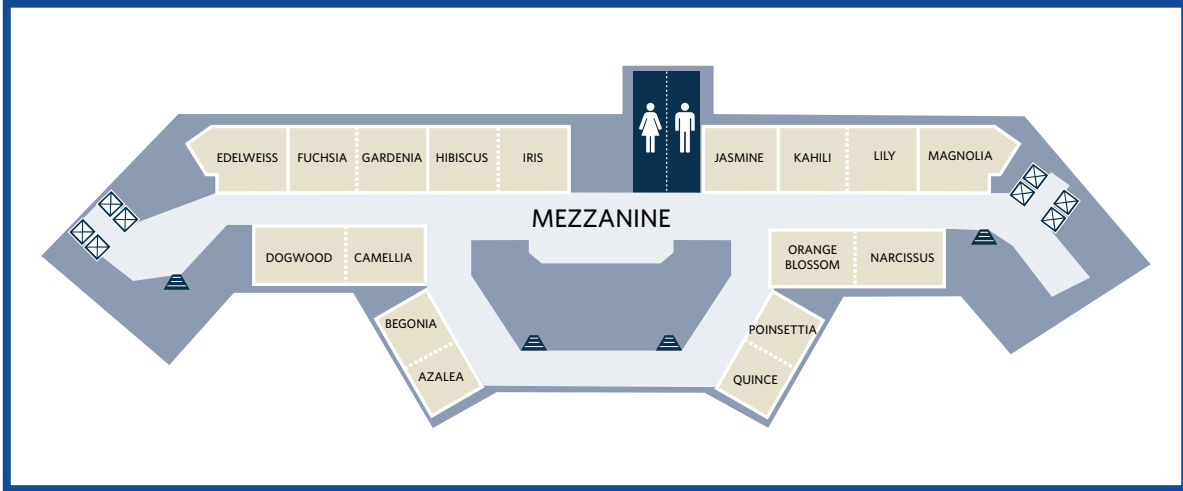 EDELWEISS
FUCHSIA
GARDENIA
HIBISCUS
IRIS
JASMINE
KAHILI
LILY
MAGNOLIA
MEZZANINE
DOGWOOD
CAMELLIA
ORANGE
BLOSSOM
NARCISSUS
BEGONIA
AZALEA
POINSETTIA
QUINCE